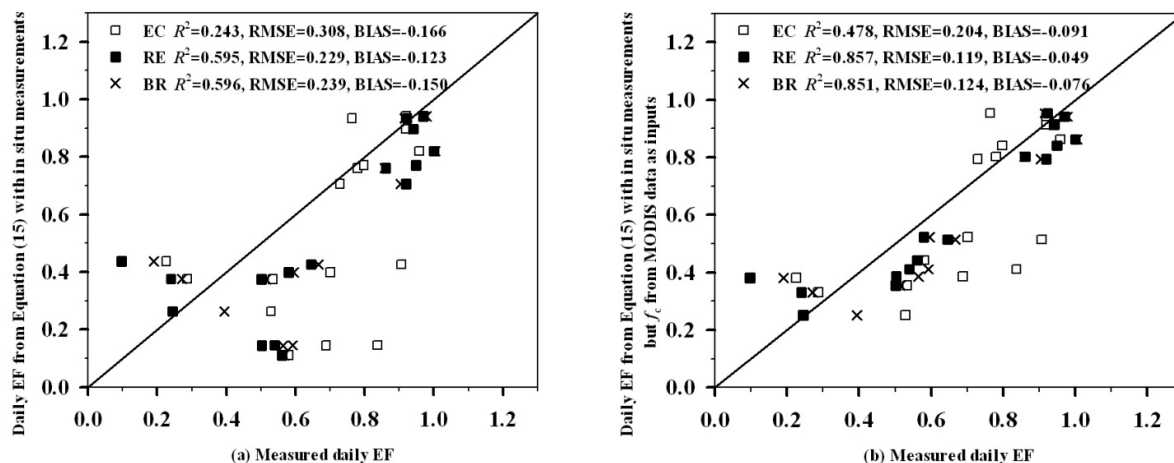 Daily EF from Equation (15) with in situ measurements
1.2
1.0
0.8
0.6
0.4
0.2
0.0
EC R²=0.243, RMSE=0.308, BIAS=-0.166
RE R²=0.595, RMSE=0.229, BIAS=-0.123
BR R²=0.596, RMSE=0.239, BIAS=-0.150
0.0 0.2 0.4 0.6 0.8 1.0 1.2
(a) Measured daily EF
Daily EF from Equation (15) with in situ measurements
but fc from MODIS data as inputs
1.2
1.0
0.8
0.6
0.4
0.2
0.0
EC R²=0.478, RMSE=0.204, BIAS=-0.091
RE R²=0.857, RMSE=0.119, BIAS=-0.049
BR R²=0.851, RMSE=0.124, BIAS=-0.076
0.0 0.2 0.4 0.6 0.8 1.0 1.2
(b) Measured daily EF